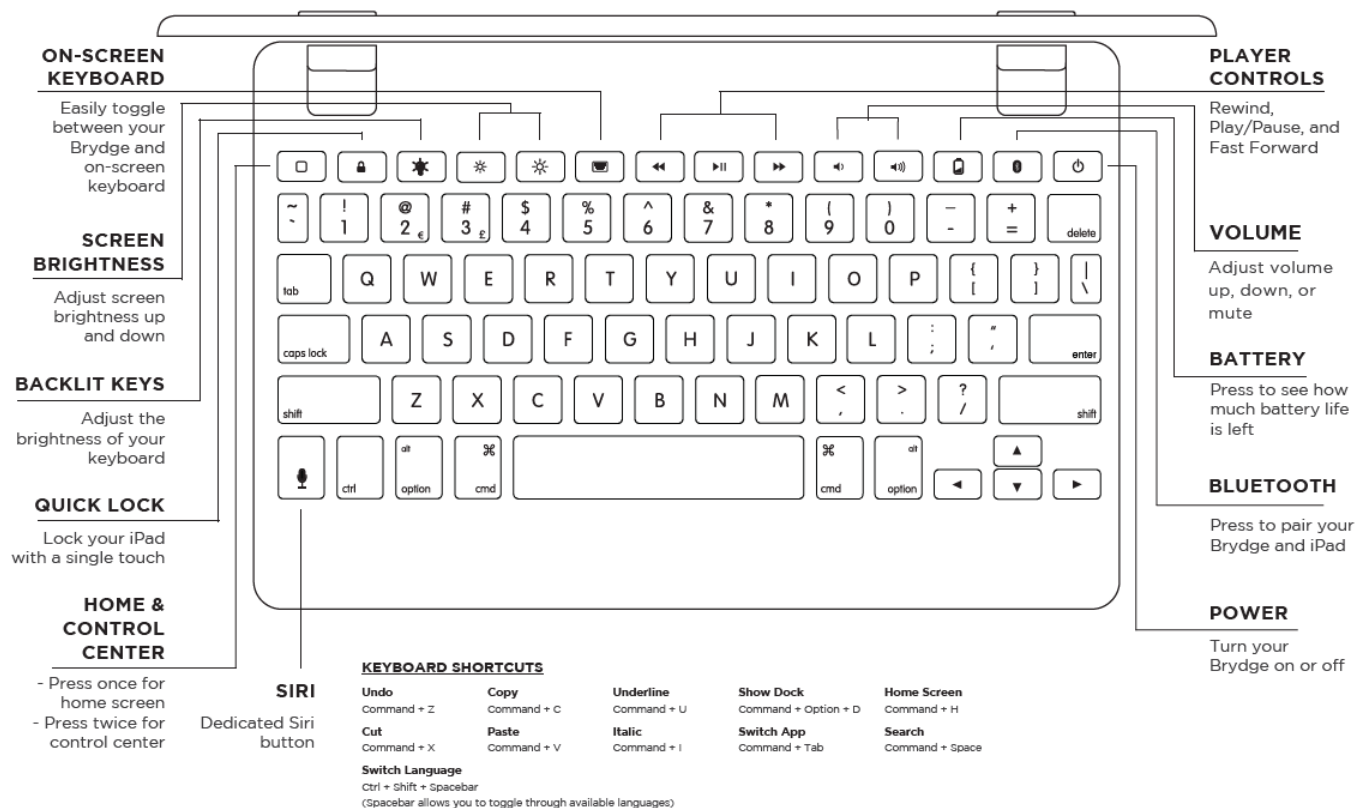 ON-SCREEN
KEYBOARD
Easily toggle
between your
Brydge and
on-screen
keyboard
SCREEN
BRIGHTNESS
Adjust screen
brightness up
and down
BACKLIT KEYS
Adjust the
brightness of your
keyboard
QUICK LOCK
Lock your iPad
with a single touch
HOME &
CONTROL
CENTER
- Press once for
home screen
- Press twice for
control center
SIRI
Dedicated Siri
button
~ ! @ # $ % ^ & * ( ) — +
` 1 2 € 3 £ 4 5 6 7 8 9 0 - = delete
tab Q W E R T Y U I O P { [ } ] | \
caps lock A S D F G H J K L : ; " ' enter
shift Z X C V B N M < , > . ? / shift
ctrl alt option ⌘ cmd ⌘ cmd alt option
PLAYER
CONTROLS
Rewind,
Play/Pause, and
Fast Forward
VOLUME
Adjust volume
up, down, or
mute
BATTERY
Press to see how
much battery life
is left
BLUETOOTH
Press to pair your
Brydge and iPad
POWER
Turn your
Brydge on or off
KEYBOARD SHORTCUTS
Undo Copy Underline Show Dock Home Screen
Command + Z Command + C Command + U Command + Option + D Command + H
Cut Paste Italic Switch App Search
Command + X Command + V Command + I Command + Tab Command + Space
Switch Language
Ctrl + Shift + Spacebar
(Spacebar allows you to toggle through available languages)